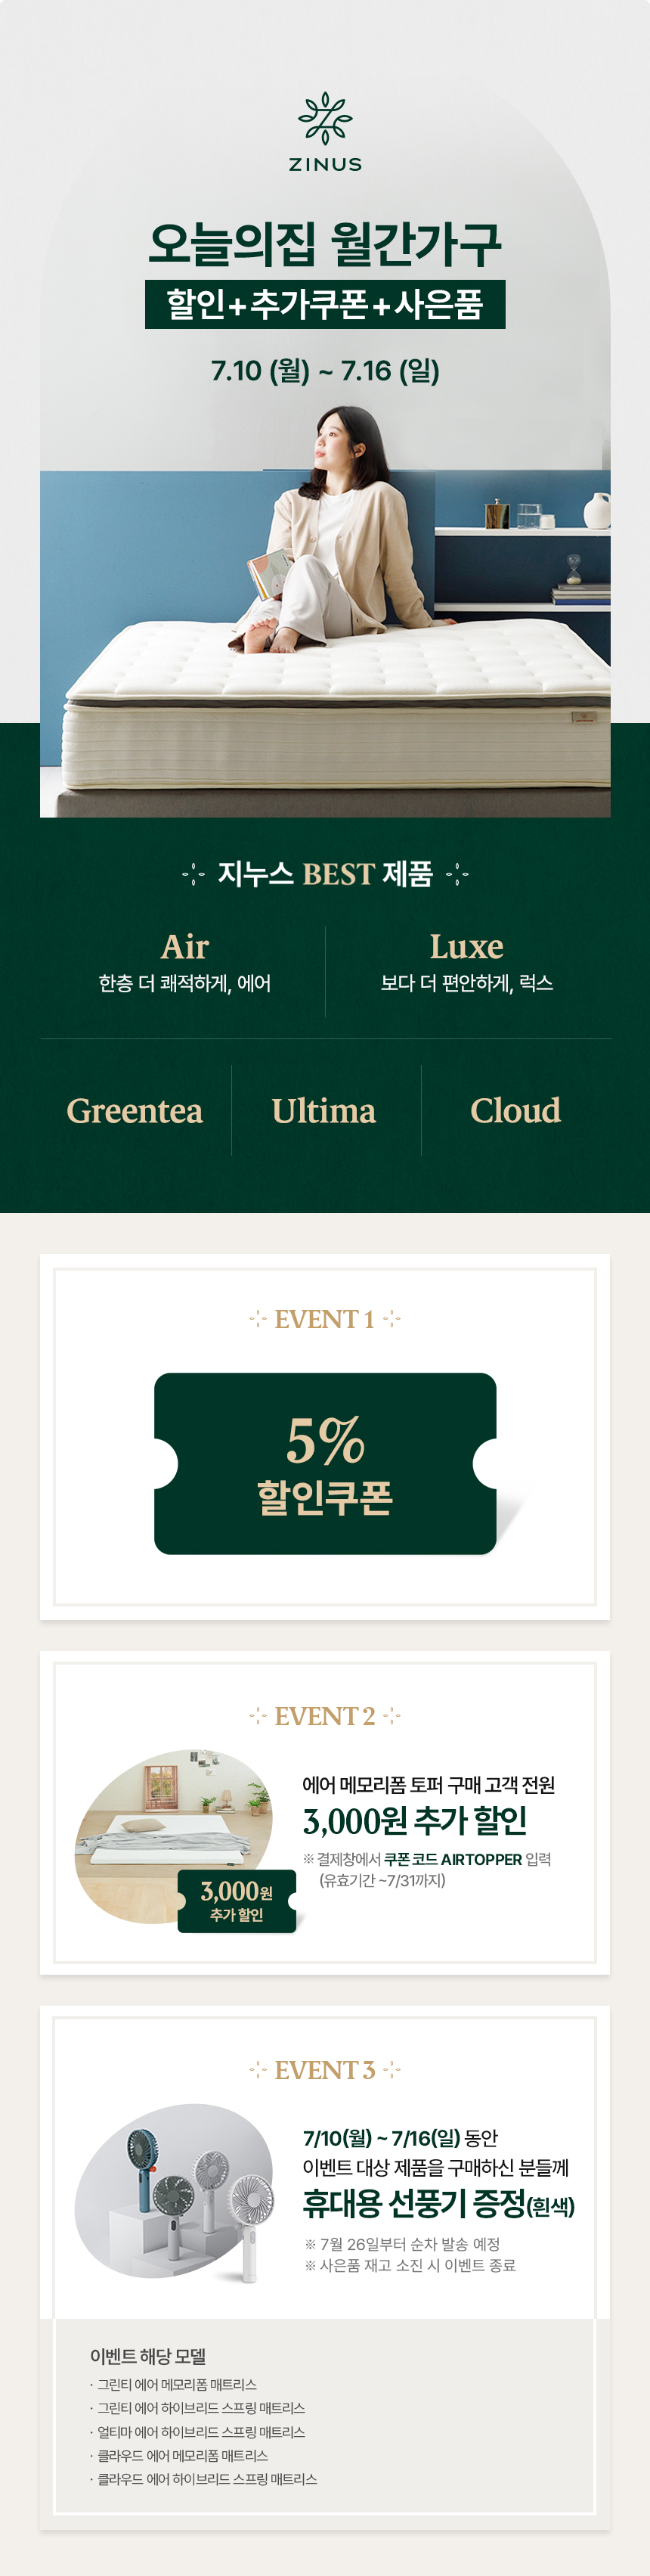 ZINUS
오늘의집 월간가구
할인+추가쿠폰+사은품
7.10 (월) ~ 7.16 (일)
지누스 BEST 제품
Air
한층 더 쾌적하게, 에어
Luxe
보다 더 편안하게, 럭스
Greentea
Ultima
Cloud
EVENT 1
5%
할인쿠폰
EVENT 2
에어 메모리폼 토퍼 구매 고객 전원
3,000원 추가 할인
※ 결제창에서 쿠폰 코드 AIRTOPPER 입력
(유효기간 ~7/31까지)
3,000원
추가 할인
EVENT 3
7/10(월) ~ 7/16(일) 동안
이벤트 대상 제품을 구매하신 분들께
휴대용 선풍기 증정(흰색)
※ 7월 26일부터 순차 발송 예정
※ 사은품 재고 소진 시 이벤트 종료
이벤트 해당 모델
· 그린티 에어 메모리폼 매트리스
· 그린티 에어 하이브리드 스프링 매트리스
· 얼티마 에어 하이브리드 스프링 매트리스
· 클라우드 에어 메모리폼 매트리스
· 클라우드 에어 하이브리드 스프링 매트리스